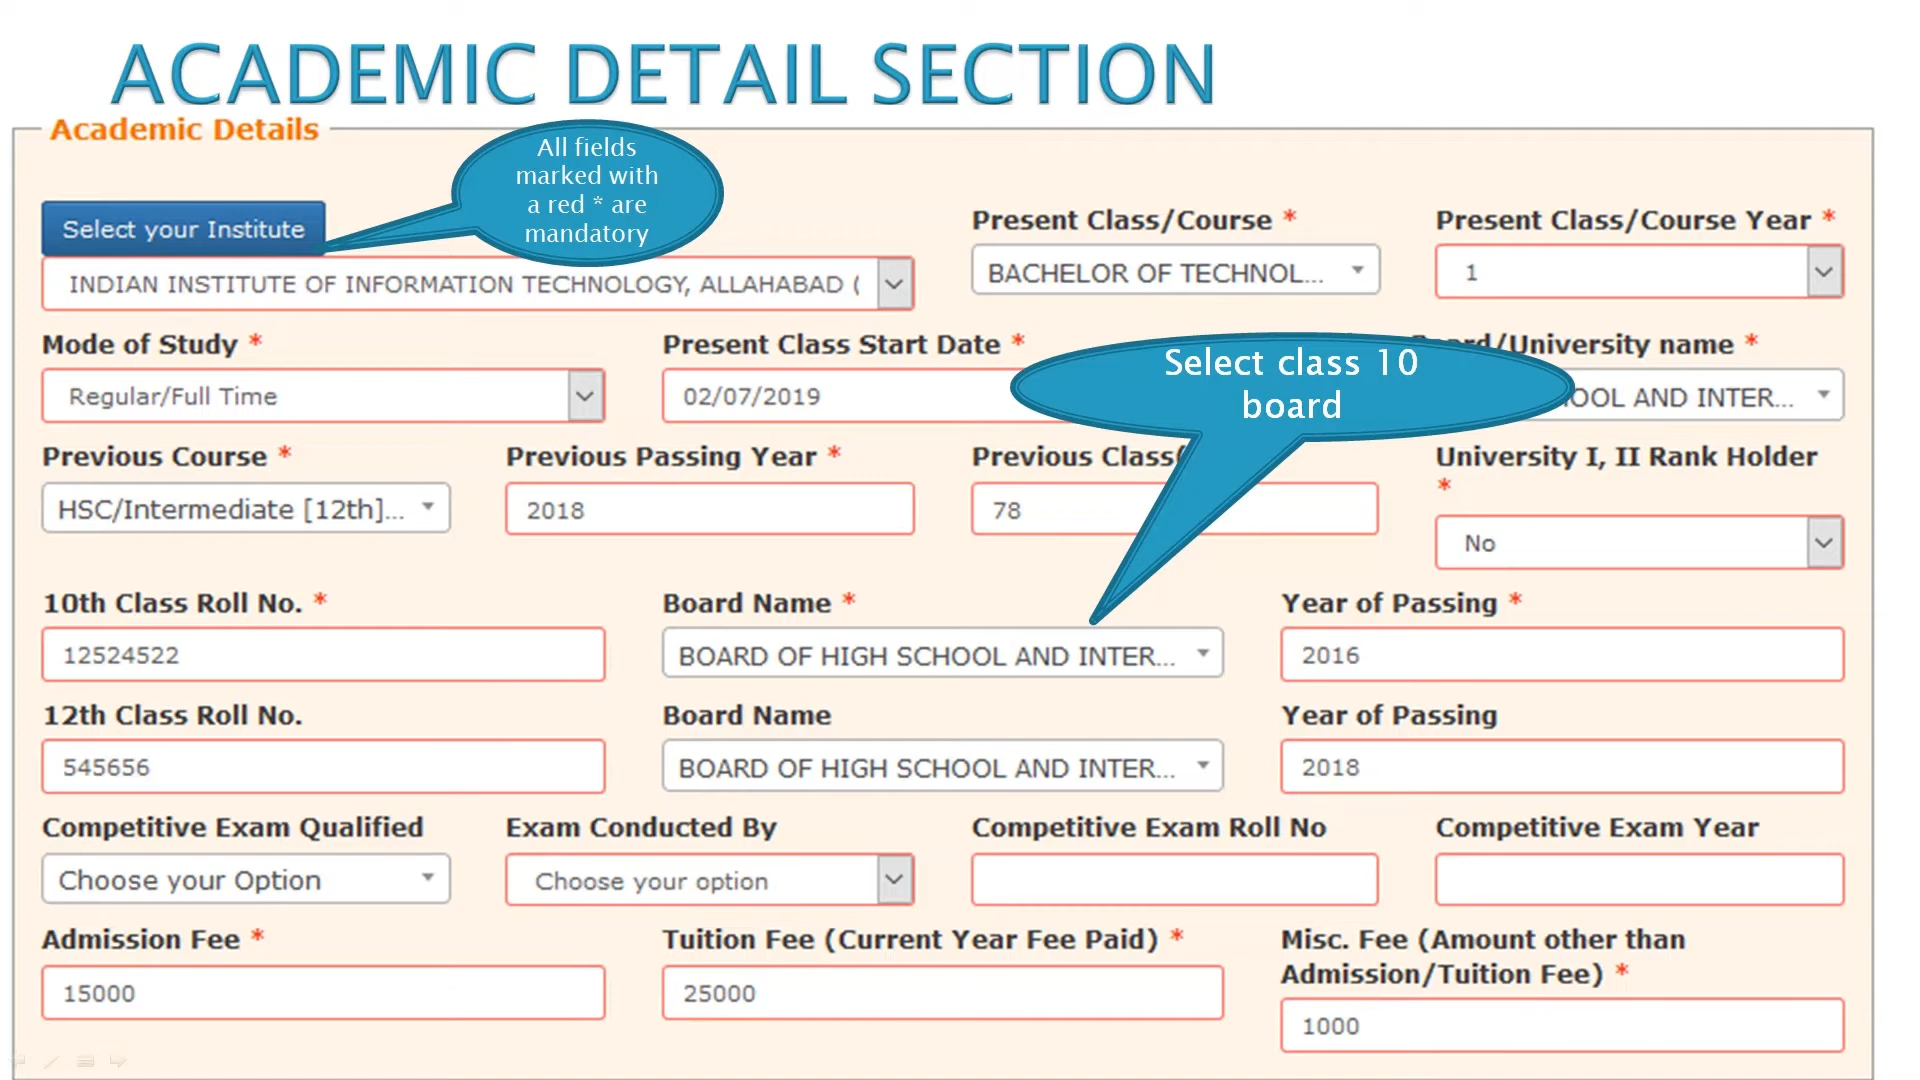 ACADEMIC DETAIL SECTION
Academic Details
All fields
marked with
a red * are
mandatory
Select your Institute
INDIAN INSTITUTE OF INFORMATION TECHNOLOGY, ALLAHABAD (
Present Class/Course *
BACHELOR OF TECHNOL...
Present Class/Course Year *
1
Mode of Study *
Regular/Full Time
Present Class Start Date *
02/07/2019
Select class 10
board
/University name *
OOL AND INTER...
Previous Course *
HSC/Intermediate [12th]...
Previous Passing Year *
2018
Previous Class(
78
University I, II Rank Holder
*
No
10th Class Roll No. *
12524522
Board Name *
BOARD OF HIGH SCHOOL AND INTER...
Year of Passing *
2016
12th Class Roll No.
545656
Board Name
BOARD OF HIGH SCHOOL AND INTER...
Year of Passing
2018
Competitive Exam Qualified
Choose your Option
Exam Conducted By
Choose your option
Competitive Exam Roll No
Competitive Exam Year
Admission Fee *
15000
Tuition Fee (Current Year Fee Paid) *
25000
Misc. Fee (Amount other than
Admission/Tuition Fee) *
1000